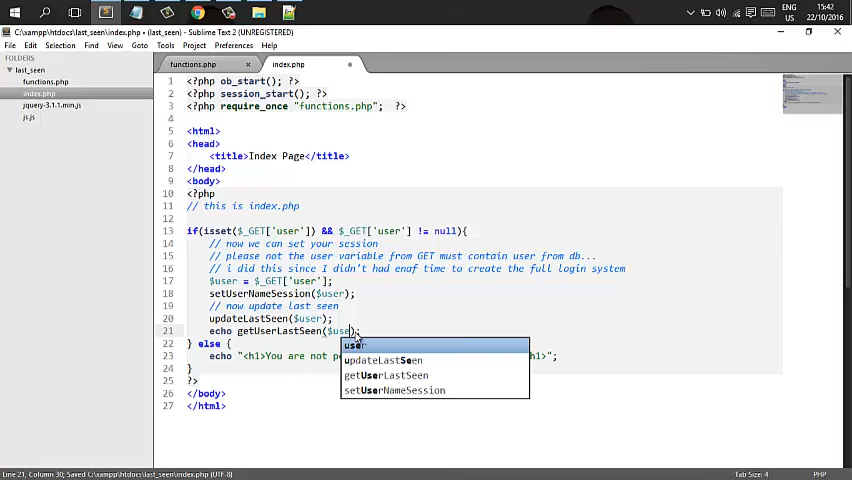 ENG
US
15:42
22/10/2016
C:\xampp\htdocs\last_seen\index.php (last_seen) - Sublime Text 2 (UNREGISTERED)
File Edit Selection Find View Goto Tools Project Preferences Help
FOLDERS
last_seen
functions.php
index.php
jquery-3.1.1.min.js
js.js
functions.php
index.php
1 <?php ob_start(); ?>
2 <?php session_start(); ?>
3 <?php require_once "functions.php"; ?>
4
5 <html>
6 <head>
7 <title>Index Page</title>
8 </head>
9 <body>
10 <?php
11 // this is index.php
12
13 if(isset($_GET['user']) && $_GET['user'] != null){
14 // now we can set your session
15 // please not the user variable from GET must contain user from db...
16 // i did this since I didn't had enaf time to create the full login system
17 $user = $_GET['user'];
18 setUserNameSession($user);
19 // now update last seen
20 updateLastSeen($user);
21 echo getUserLastSeen($use);
22 } else {
23 echo "<h1>You are not p h1>";
24 }
25 ?>
26 </body>
27 </html>
user
updateLastSeen
getUserLastSeen
setUserNameSession
Line 21, Column 30; Saved C:\xampp\htdocs\last_seen\index.php (UTF-8)
Tab Size: 4
PHP